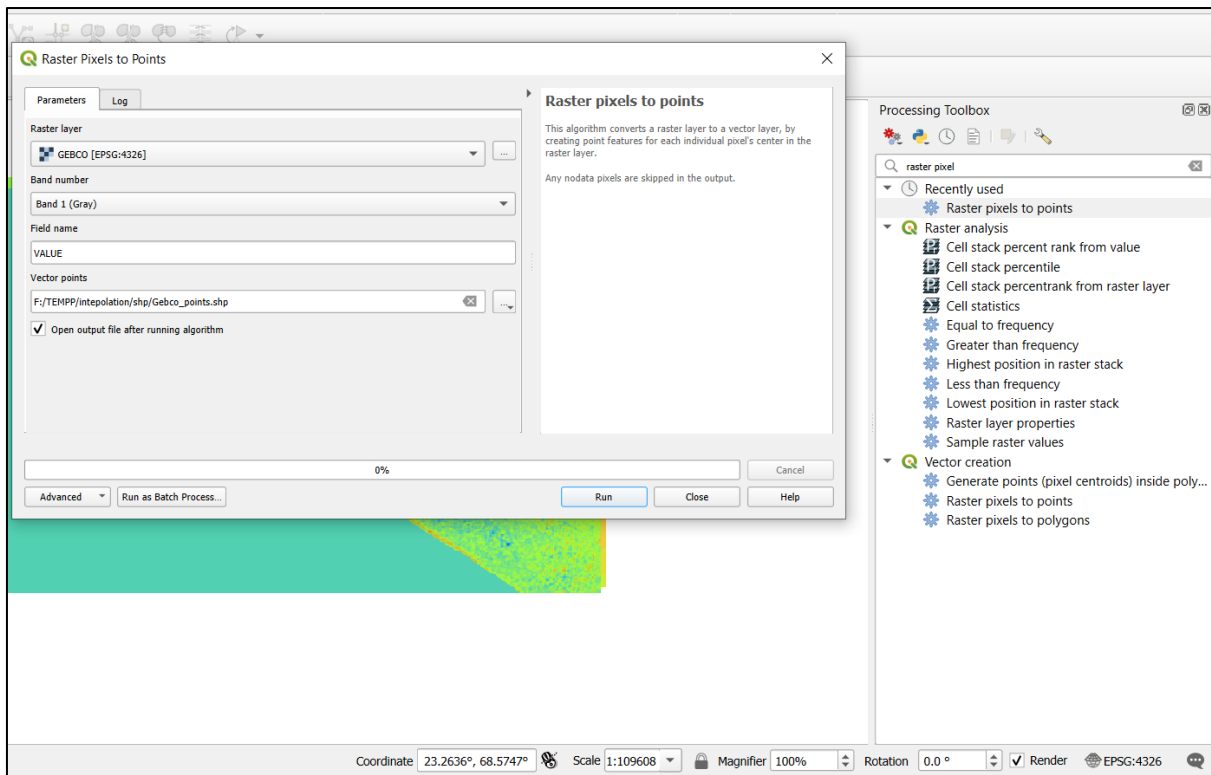 Raster Pixels to Points
Parameters
Log
Raster layer
GEBCO [EPSG:4326]
...
Band number
Band 1 (Gray)
Field name
VALUE
Vector points
F:/TEMPP/intepolation/shp/Gebco_points.shp
...
Open output file after running algorithm
Raster pixels to points
This algorithm converts a raster layer to a vector layer, by
creating point features for each individual pixel's center in the
raster layer.
Any nodata pixels are skipped in the output.
0%
Cancel
Advanced
Run as Batch Process...
Run
Close
Help
Processing Toolbox
raster pixel
Recently used
Raster pixels to points
Raster analysis
Cell stack percent rank from value
Cell stack percentile
Cell stack percentrank from raster layer
Cell statistics
Equal to frequency
Greater than frequency
Highest position in raster stack
Less than frequency
Lowest position in raster stack
Raster layer properties
Sample raster values
Vector creation
Generate points (pixel centroids) inside poly...
Raster pixels to points
Raster pixels to polygons
Coordinate 23.2636°, 68.5747° Scale 1:109608 Magnifier 100% Rotation 0.0 ° Render EPSG:4326